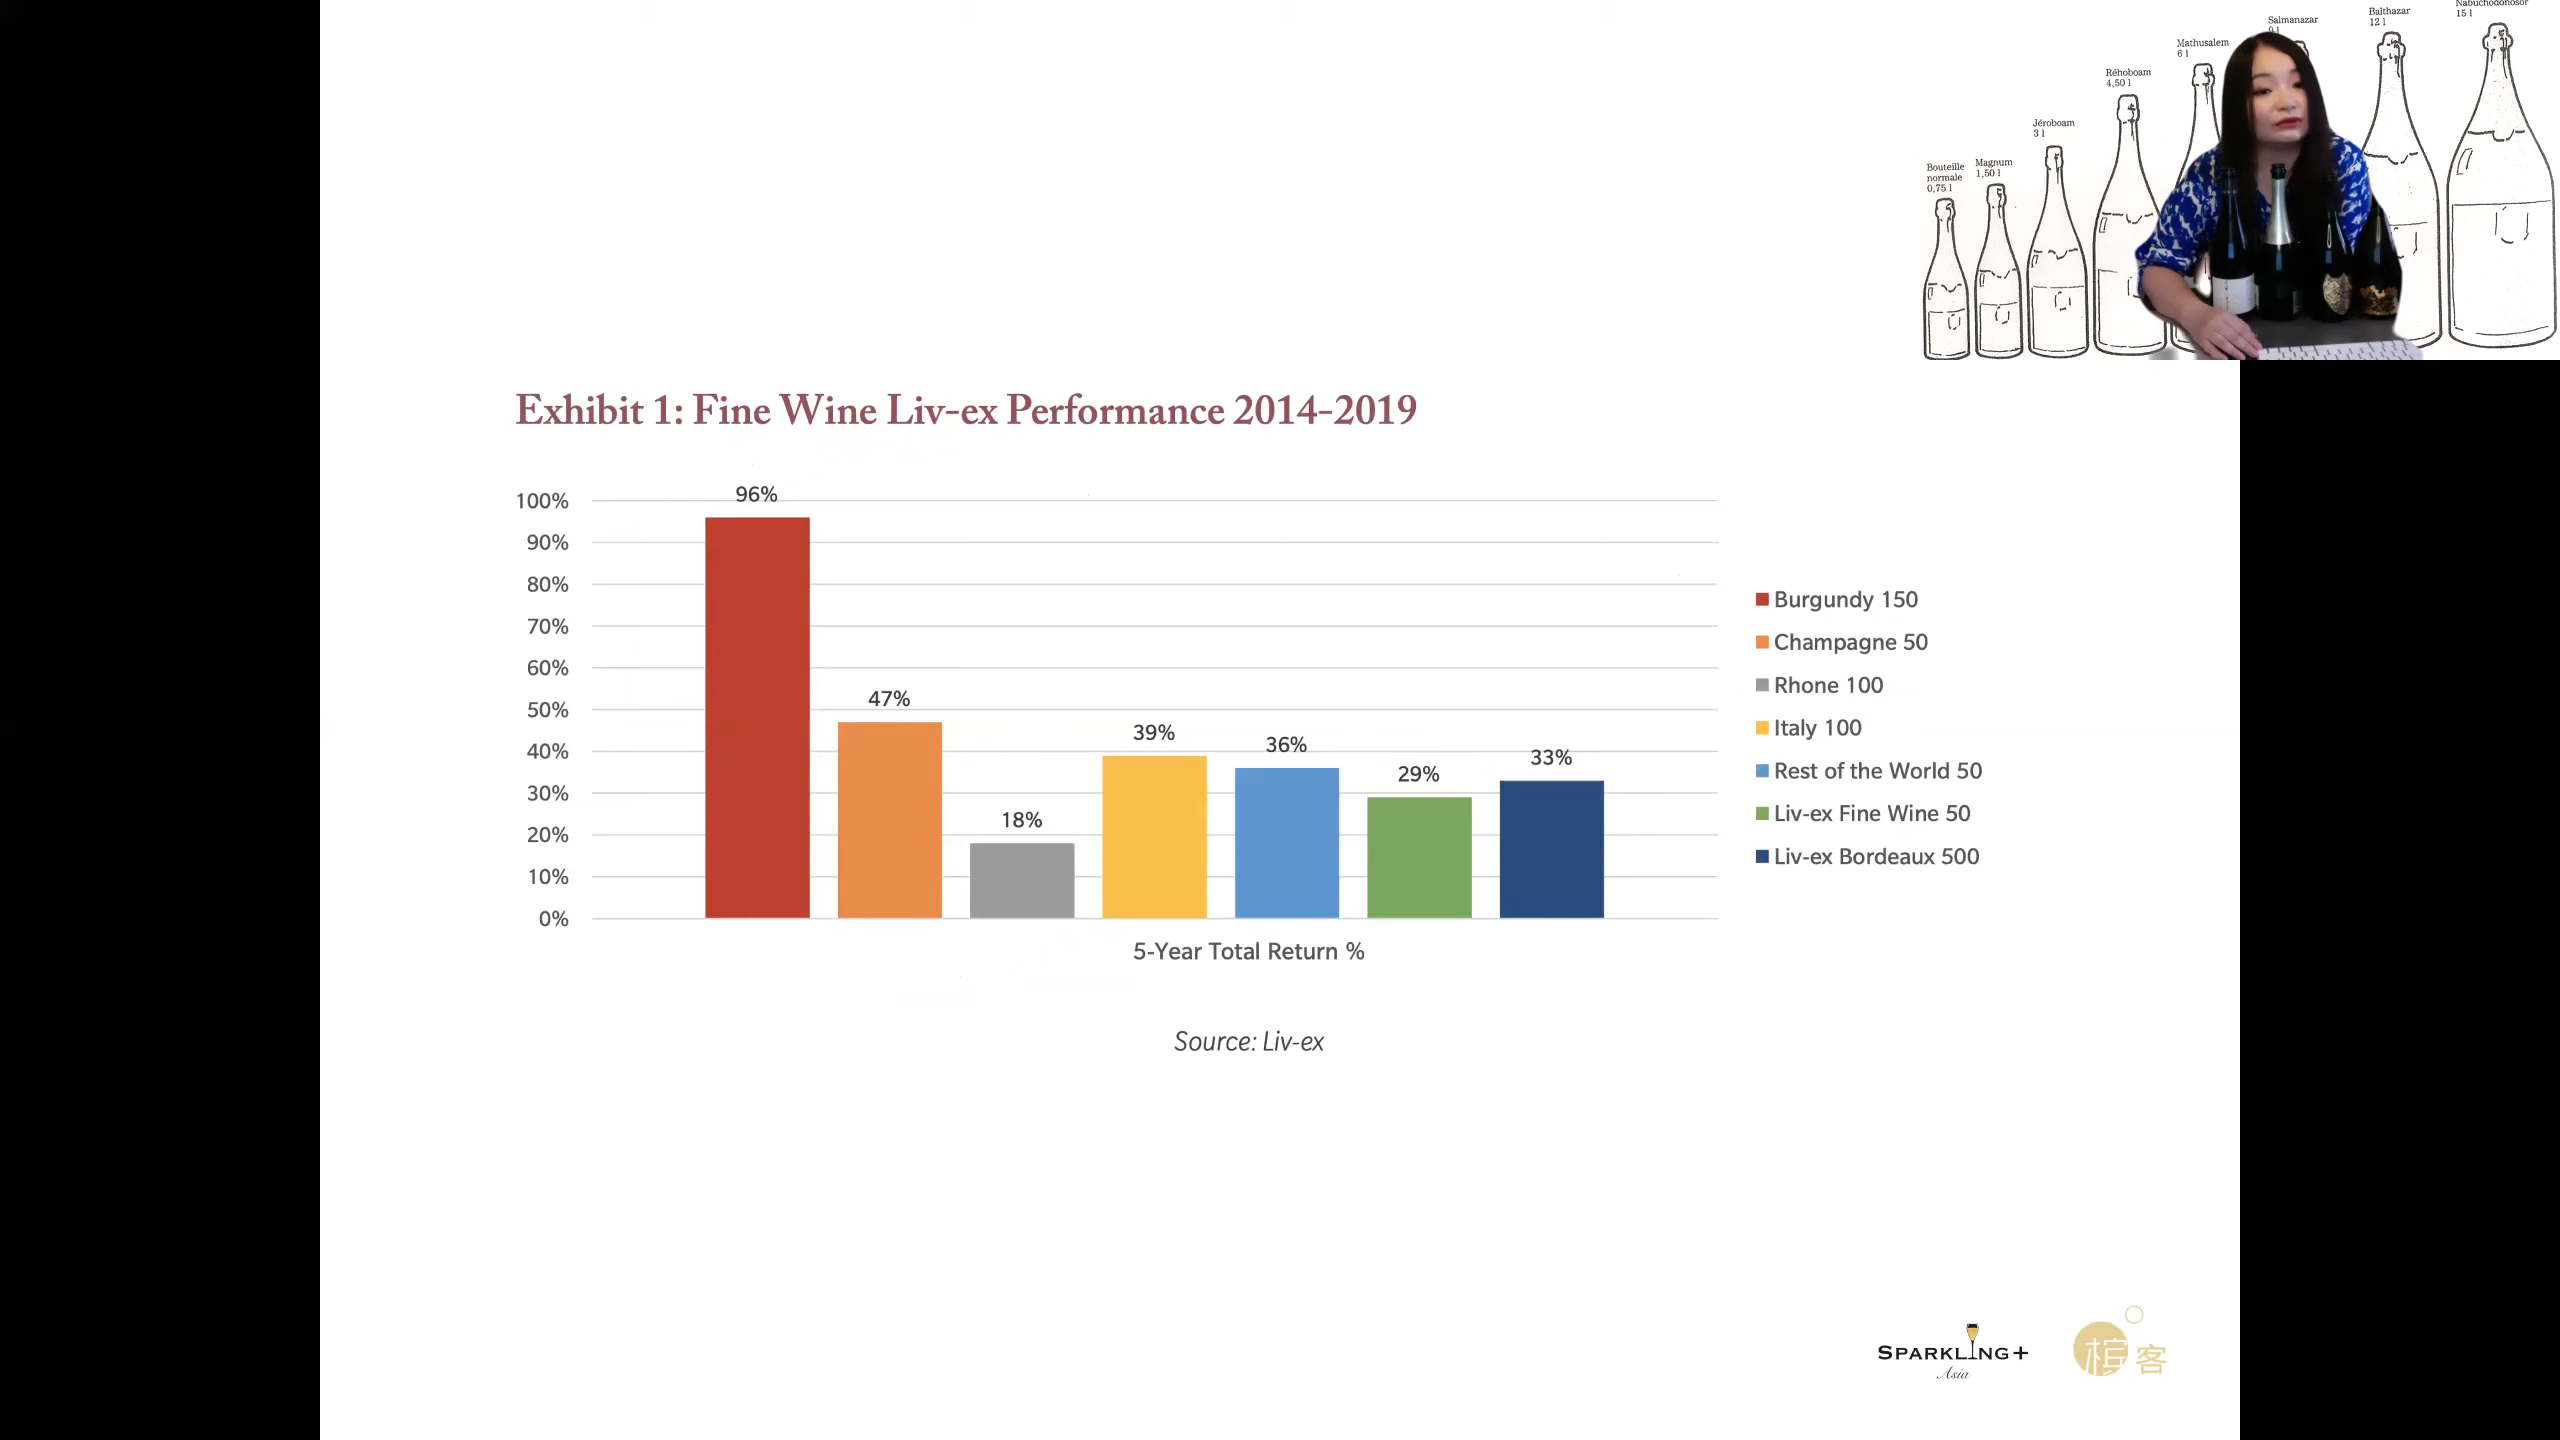 Nabuchodonosor
15 l
Balthazar
12 l
Salmanazar
9 l
Mathusalem
6 l
Réhoboam
4,50 l
Jéroboam
3 l
Magnum
1,50 l
Bouteille
normale
0,75 l
Exhibit 1: Fine Wine Liv-ex Performance 2014-2019
100%
90%
80%
70%
60%
50%
40%
30%
20%
10%
0%
96%
47%
18%
39%
36%
29%
33%
5-Year Total Return %
Burgundy 150
Champagne 50
Rhone 100
Italy 100
Rest of the World 50
Liv-ex Fine Wine 50
Liv-ex Bordeaux 500
Source: Liv-ex
SPARKLING+
Asia
槟客